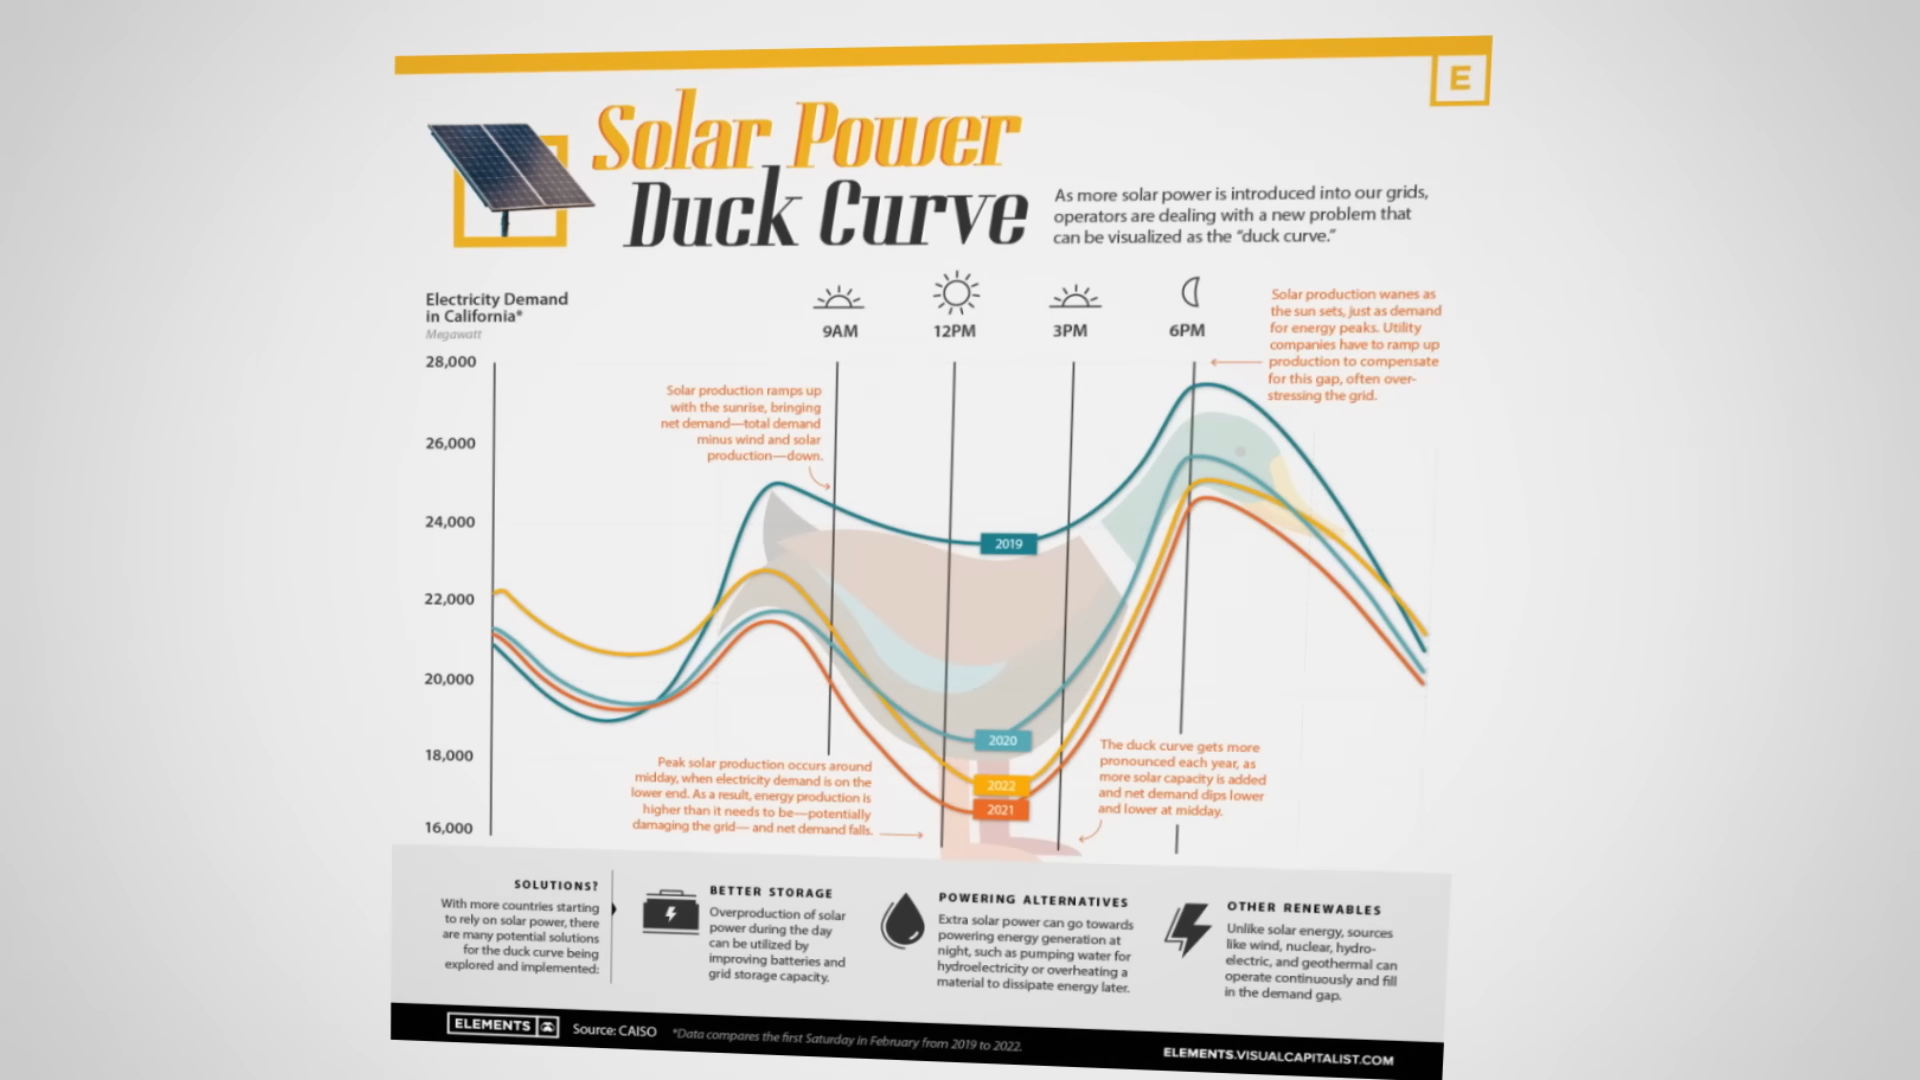 E
Solar Power
Duck Curve
As more solar power is introduced into our grids,
operators are dealing with a new problem that
can be visualized as the “duck curve.”
Electricity Demand
in California*
Megawatt
9AM
12PM
3PM
6PM
Solar production wanes as
the sun sets, just as demand
for energy peaks. Utility
companies have to ramp up
production to compensate
for this gap, often over-
stressing the grid.
28,000
26,000
24,000
22,000
20,000
18,000
16,000
Solar production ramps up
with the sunrise, bringing
net demand—total demand
minus wind and solar
production—down.
2019
2020
2022
2021
Peak solar production occurs around
midday, when electricity demand is on the
lower end. As a result, energy production is
higher than it needs to be—potentially
damaging the grid— and net demand falls.
The duck curve gets more
pronounced each year, as
more solar capacity is added
and net demand dips lower
and lower at midday.
SOLUTIONS?
With more countries starting
to rely on solar power, there
are many potential solutions
for the duck curve being
explored and implemented:
BETTER STORAGE
Overproduction of solar
power during the day
can be utilized by
improving batteries and
grid storage capacity.
POWERING ALTERNATIVES
Extra solar power can go towards
powering energy generation at
night, such as pumping water for
hydroelectricity or overheating a
material to dissipate energy later.
OTHER RENEWABLES
Unlike solar energy, sources
like wind, nuclear, hydro-
electric, and geothermal can
operate continuously and fill
in the demand gap.
ELEMENTS
Source: CAISO
*Data compares the first Saturday in February from 2019 to 2022.
ELEMENTS.VISUALCAPITALIST.COM